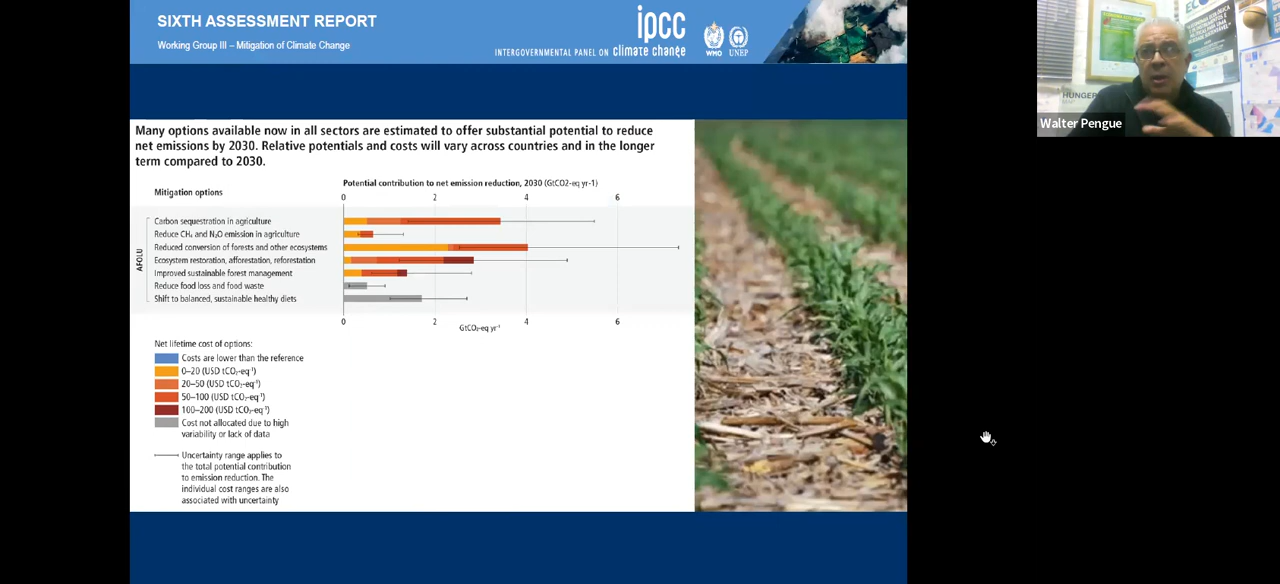 SIXTH ASSESSMENT REPORT
Working Group III – Mitigation of Climate Change
ipcc
INTERGOVERNMENTAL PANEL ON climate change
WMO
UNEP
Many options available now in all sectors are estimated to offer substantial potential to reduce
net emissions by 2030. Relative potentials and costs will vary across countries and in the longer
term compared to 2030.
Mitigation options
Potential contribution to net emission reduction, 2030 (GtCO2-eq yr-1)
0 2 4 6
AFOLU
Carbon sequestration in agriculture
Reduce CH₄ and N₂O emission in agriculture
Reduced conversion of forests and other ecosystems
Ecosystem restoration, afforestation, reforestation
Improved sustainable forest management
Reduce food loss and food waste
Shift to balanced, sustainable healthy diets
0 2 4 6
GtCO₂-eq yr⁻¹
Net lifetime cost of options:
Costs are lower than the reference
0–20 (USD tCO₂-eq⁻¹)
20–50 (USD tCO₂-eq⁻¹)
50–100 (USD tCO₂-eq⁻¹)
100–200 (USD tCO₂-eq⁻¹)
Cost not allocated due to high
variability or lack of data
Uncertainty range applies to
the total potential contribution
to emission reduction. The
individual cost ranges are also
associated with uncertainty
HUNGER
Walter Pengue